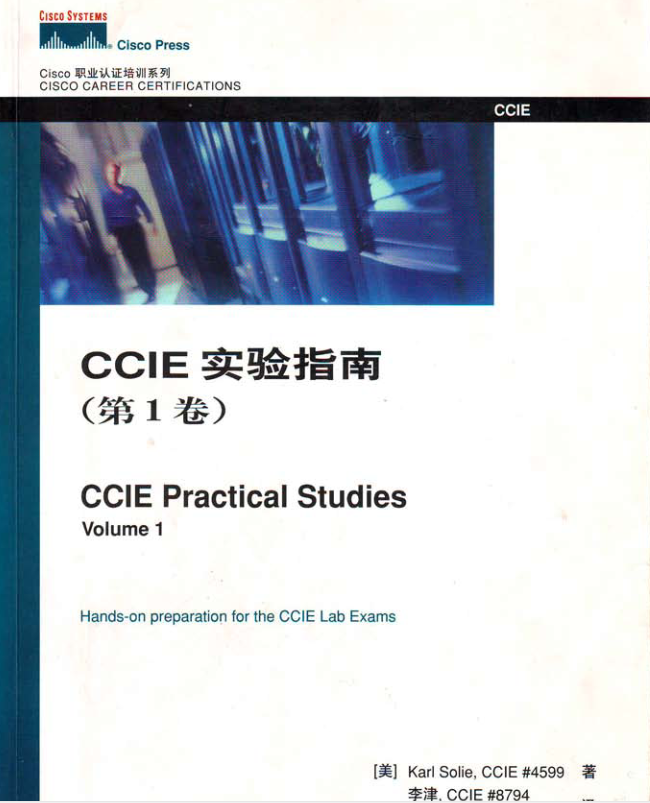 CISCO SYSTEMS
Cisco Press
Cisco 职业认证培训系列
CISCO CAREER CERTIFICATIONS
CCIE
CCIE 实验指南
（第 1 卷）
CCIE Practical Studies
Volume 1
Hands-on preparation for the CCIE Lab Exams
[美] Karl Solie, CCIE #4599 著
李津, CCIE #8794